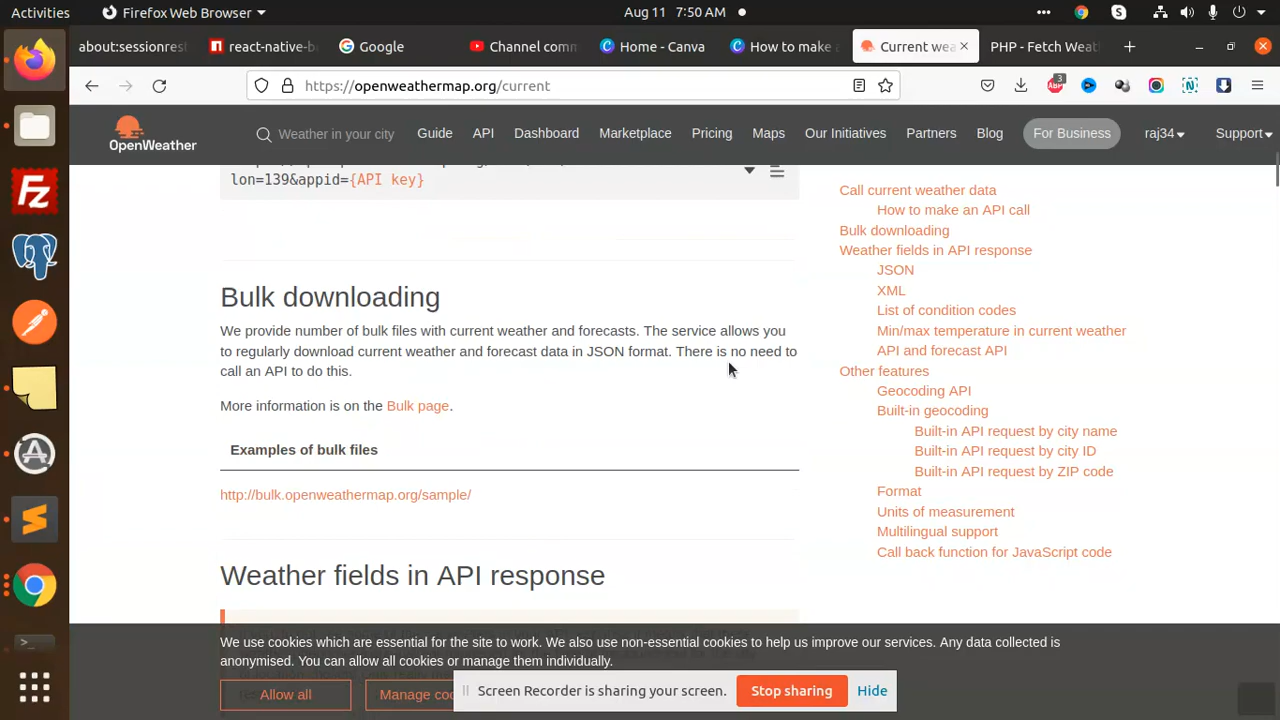 Activities
Firefox Web Browser
Aug 11 7:50 AM
about:sessionrest
react-native-b
Google
Channel comm
Home - Canva
How to make a
Current wea
PHP - Fetch Weat
https://openweathermap.org/current
3
ABP
OpenWeather
Weather in your city
Guide
API
Dashboard
Marketplace
Pricing
Maps
Our Initiatives
Partners
Blog
For Business
raj34
Support
lon=139&appid={API key}
Bulk downloading
We provide number of bulk files with current weather and forecasts. The service allows you
to regularly download current weather and forecast data in JSON format. There is no need to
call an API to do this.
More information is on the Bulk page.
Examples of bulk files
http://bulk.openweathermap.org/sample/
Weather fields in API response
Call current weather data
How to make an API call
Bulk downloading
Weather fields in API response
JSON
XML
List of condition codes
Min/max temperature in current weather
API and forecast API
Other features
Geocoding API
Built-in geocoding
Built-in API request by city name
Built-in API request by city ID
Built-in API request by ZIP code
Format
Units of measurement
Multilingual support
Call back function for JavaScript code
We use cookies which are essential for the site to work. We also use non-essential cookies to help us improve our services. Any data collected is
anonymised. You can allow all cookies or manage them individually.
Allow all
Manage coo
Screen Recorder is sharing your screen.
Stop sharing
Hide